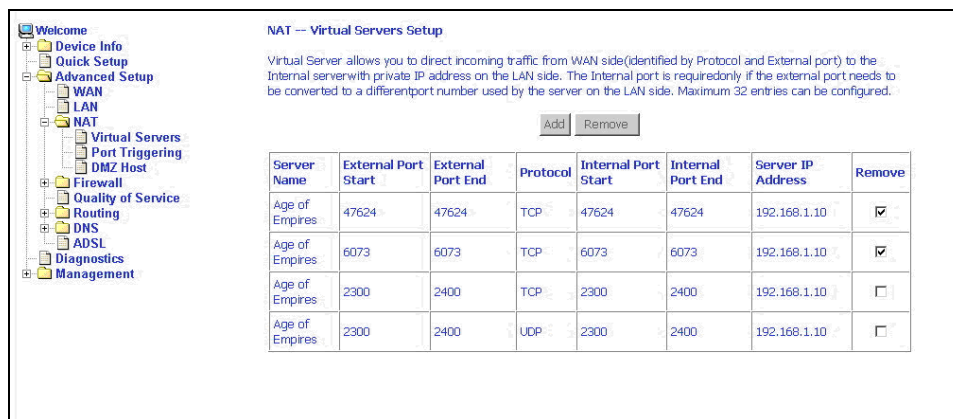 Welcome
Device Info
Quick Setup
Advanced Setup
WAN
LAN
NAT
Virtual Servers
Port Triggering
DMZ Host
Firewall
Quality of Service
Routing
DNS
ADSL
Diagnostics
Management
NAT -- Virtual Servers Setup
Virtual Server allows you to direct incoming traffic from WAN side(identified by Protocol and External port) to the
Internal serverwith private IP address on the LAN side. The Internal port is requiredonly if the external port needs to
be converted to a differentport number used by the server on the LAN side. Maximum 32 entries can be configured.
Add Remove
Server Name External Port Start External Port End Protocol Internal Port Start Internal Port End Server IP Address Remove
Age of Empires 47624 47624 TCP 47624 47624 192.168.1.10
Age of Empires 6073 6073 TCP 6073 6073 192.168.1.10
Age of Empires 2300 2400 TCP 2300 2400 192.168.1.10
Age of Empires 2300 2400 UDP 2300 2400 192.168.1.10